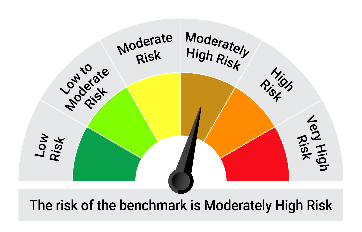 Low
Risk
Low to
Moderate
Risk
Moderate
Risk
Moderately
High Risk
High
Risk
Very High
Risk
The risk of the benchmark is Moderately High Risk